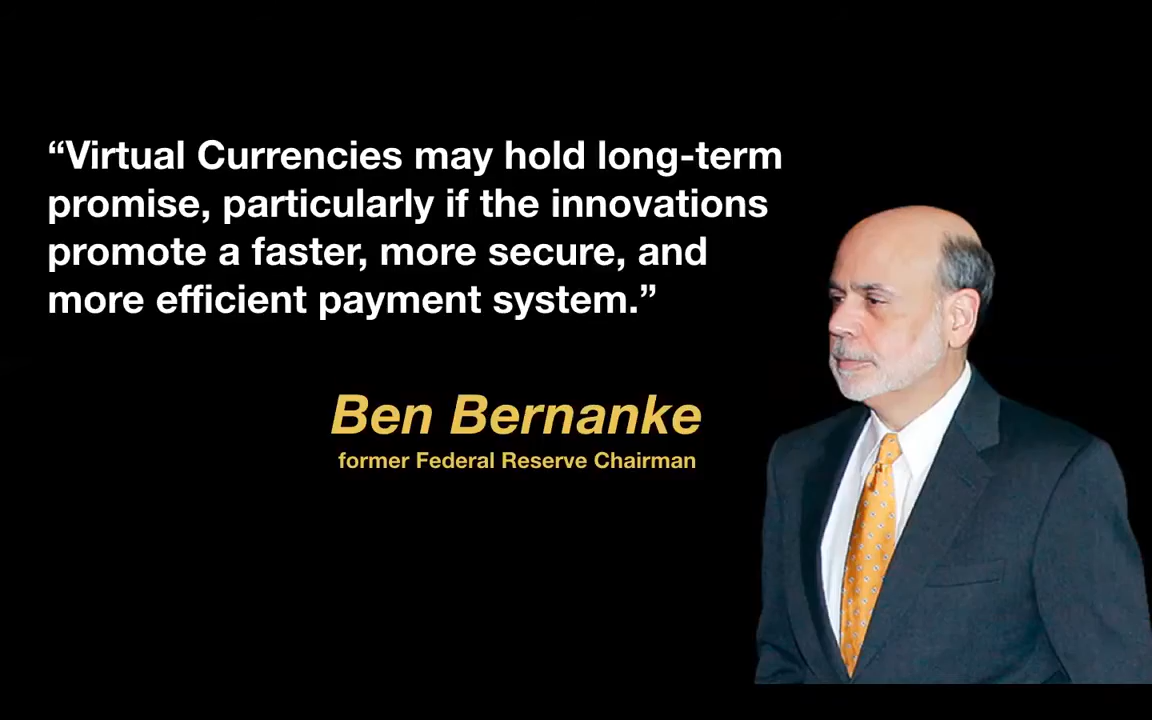 “Virtual Currencies may hold long-term
promise, particularly if the innovations
promote a faster, more secure, and
more efficient payment system.”
Ben Bernanke
former Federal Reserve Chairman